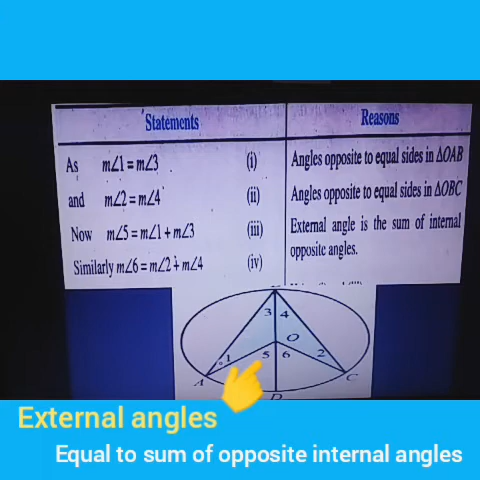 Statements
Reasons
As m∠1 = m∠3 (i) Angles opposite to equal sides in ΔOAB
and m∠2 = m∠4 (ii) Angles opposite to equal sides in ΔOBC
Now m∠5 = m∠1 + m∠3 (iii) External angle is the sum of internal
opposite angles.
Similarly m∠6 = m∠2 + m∠4 (iv)
3 4
O
1 5 6 2
A C
D
External angles
Equal to sum of opposite internal angles